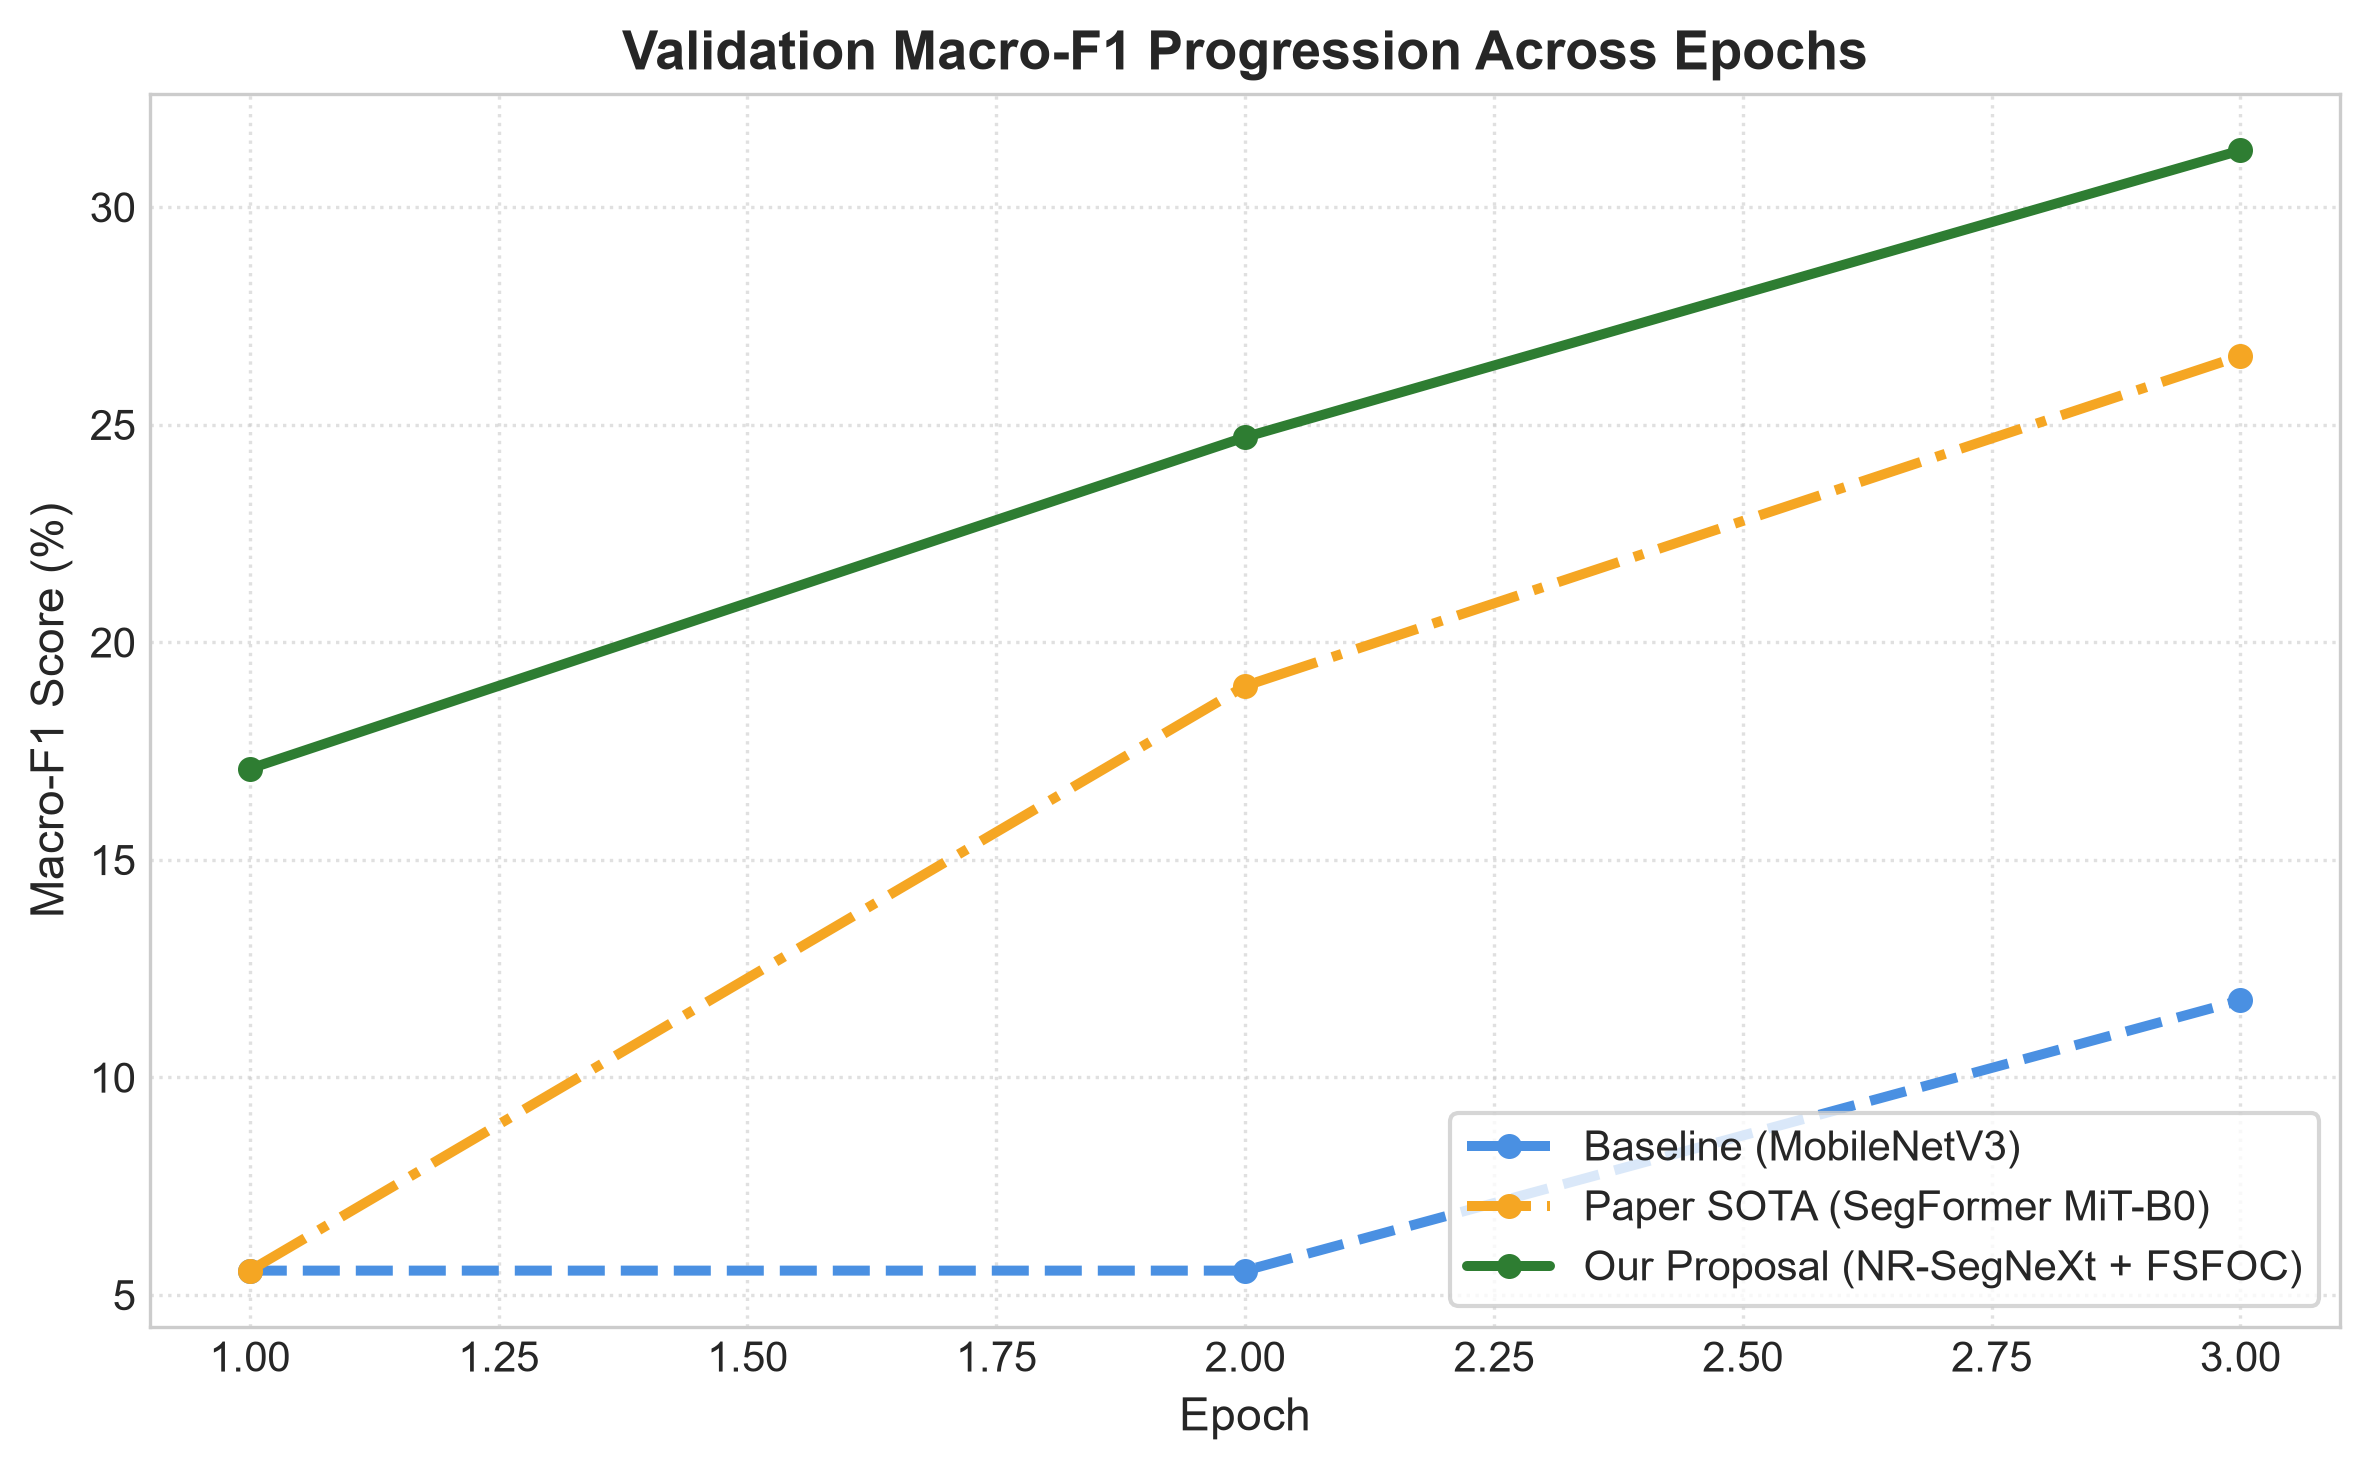 Validation Macro-F1 Progression Across Epochs
Macro-F1 Score (%)
30
25
20
15
10
5
Baseline (MobileNetV3)
Paper SOTA (SegFormer MiT-B0)
Our Proposal (NR-SegNeXt + FSFOC)
1.00 1.25 1.50 1.75 2.00 2.25 2.50 2.75 3.00
Epoch